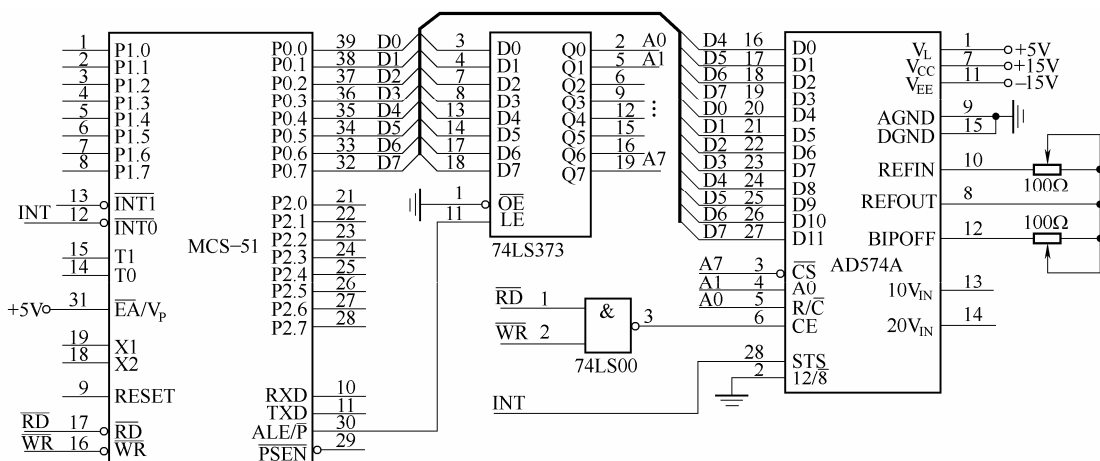 1 P1.0
2 P1.1
3 P1.2
4 P1.3
5 P1.4
6 P1.5
7 P1.6
8 P1.7
13 INT1
INT 12 INT0
15 T1
14 T0
+5V 31 EA/VP
19 X1
18 X2
9 RESET
RD 17 RD
WR 16 WR
MCS–51
P0.0 39 D0
P0.1 38 D1
P0.2 37 D2
P0.3 36 D3
P0.4 35 D4
P0.5 34 D5
P0.6 33 D6
P0.7 32 D7
P2.0 21
P2.1 22
P2.2 23
P2.3 24
P2.4 25
P2.5 26
P2.6 27
P2.7 28
RXD 10
TXD 11
ALE/P 30
PSEN 29
3 D0 Q0 2 A0
4 D1 Q1 5 A1
7 D2 Q2 6
8 D3 Q3 9
13 D4 Q4 12
14 D5 Q5 15
17 D6 Q6 16
18 D7 Q7 19 A7
1 OE
11 LE
74LS373
RD 1
WR 2
& 3
74LS00
INT
D4 16 D0
D5 17 D1
D6 18 D2
D7 19 D3
D0 20 D4
D1 21 D5
D2 22 D6
D3 23 D7
D4 24 D8
D5 25 D9
D6 26 D10
D7 27 D11
AD574A
A7 3 CS
A1 4 A0
A0 5 R/C
6 CE
28 STS
2 12/8
VL 1 +5V
VCC 7 +15V
VEE 11 –15V
AGND 9
DGND 15
REFIN 10
100Ω
REFOUT 8
100Ω
BIPOFF 12
10VIN 13
20VIN 14